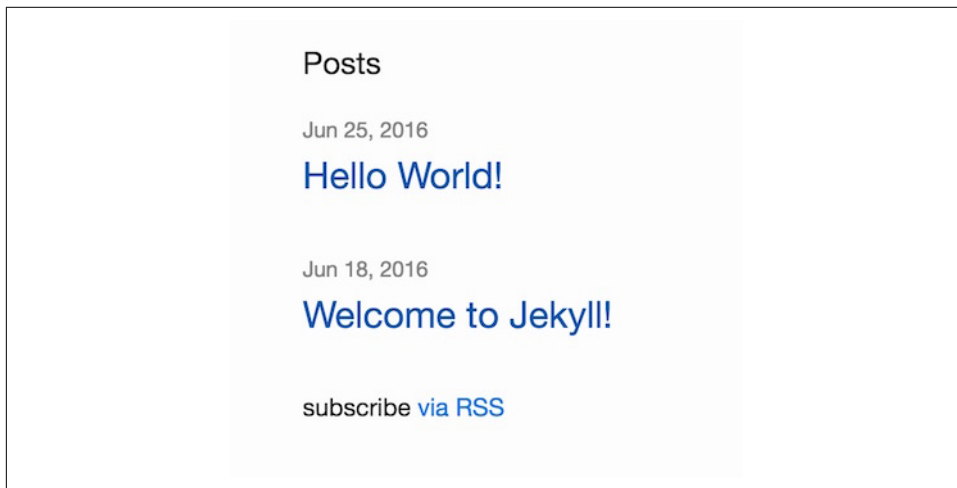 Posts
Jun 25, 2016
Hello World!
Jun 18, 2016
Welcome to Jekyll!
subscribe via RSS